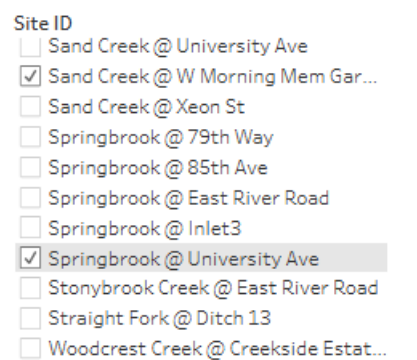 Site ID
Sand Creek @ University Ave
Sand Creek @ W Morning Mem Gar...
Sand Creek @ Xeon St
Springbrook @ 79th Way
Springbrook @ 85th Ave
Springbrook @ East River Road
Springbrook @ Inlet3
Springbrook @ University Ave
Stonybrook Creek @ East River Road
Straight Fork @ Ditch 13
Woodcrest Creek @ Creekside Estat...